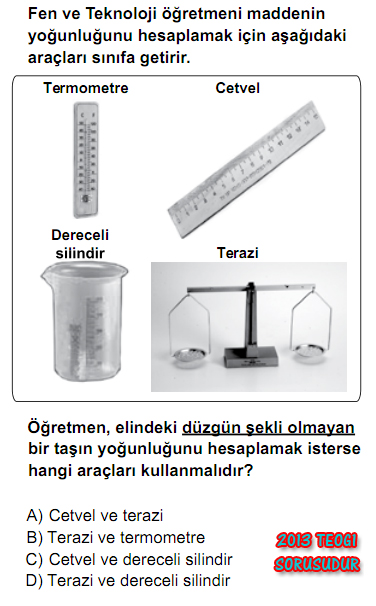 Fen ve Teknoloji öğretmeni maddenin
yoğunluğunu hesaplamak için aşağıdaki
araçları sınıfa getirir.
Termometre
Cetvel
Dereceli
silindir
Terazi
Öğretmen, elindeki düzgün şekli olmayan
bir taşın yoğunluğunu hesaplamak isterse
hangi araçları kullanmalıdır?
A) Cetvel ve terazi
B) Terazi ve termometre
C) Cetvel ve dereceli silindir
D) Terazi ve dereceli silindir
2013 TEOGI
SORUSUDUR